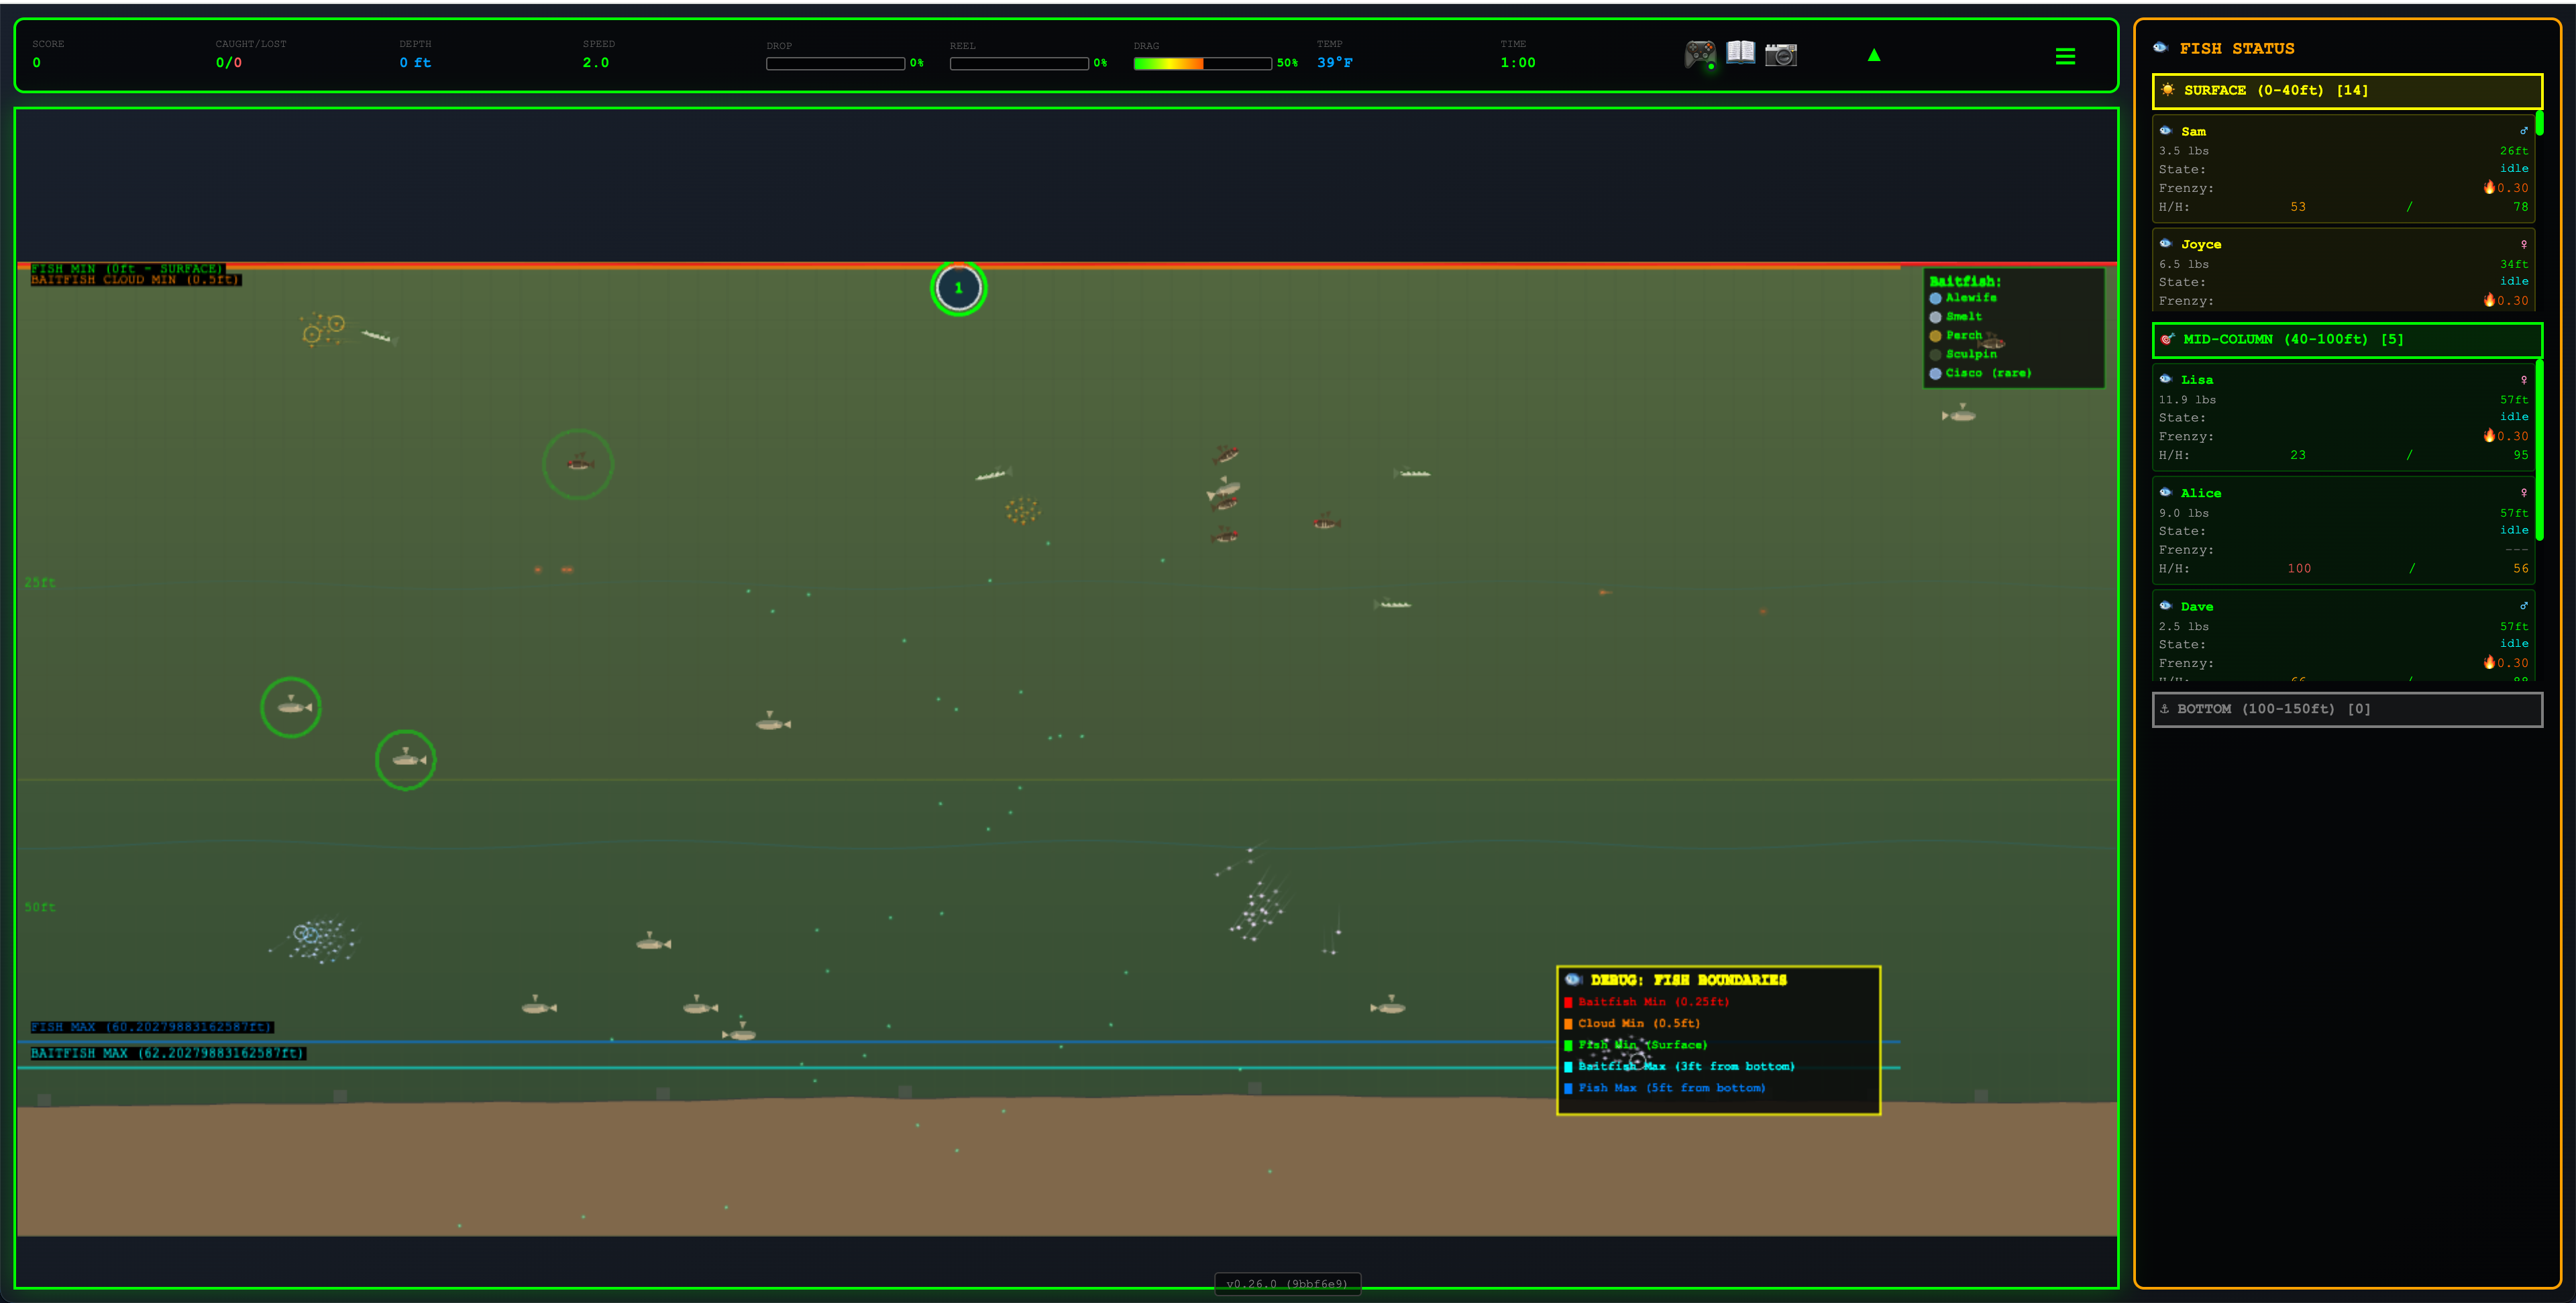 SCORE CAUGHT/LOST DEPTH SPEED DROP REEL DRAG TEMP TIME
0 0/0 0 ft 2.0 0% 0% 50% 39°F 1:00
FISH MIN (0ft - SURFACE)
BAITFISH CLOUD MIN (0.5ft)
1
Baitfish:
Alewife
Smelt
Perch
Sculpin
Cisco (rare)
25ft
50ft
FISH MAX (60.20279883162587ft)
BAITFISH MAX (62.20279883162587ft)
DEBUG: FISH BOUNDARIES
Baitfish Min (0.25ft)
Cloud Min (0.5ft)
Fish Min (Surface)
Baitfish Max (3ft from bottom)
Fish Max (5ft from bottom)
v0.26.0 (9bbf6e9)
FISH STATUS
SURFACE (0-40ft) [14]
Sam ♂
3.5 lbs 26ft
State: idle
Frenzy: 🔥0.30
H/H: 53 / 78
Joyce ♀
6.5 lbs 34ft
State: idle
Frenzy: 🔥0.30
MID-COLUMN (40-100ft) [5]
Lisa ♀
11.9 lbs 57ft
State: idle
Frenzy: 🔥0.30
H/H: 23 / 95
Alice ♀
9.0 lbs 57ft
State: idle
Frenzy: ---
H/H: 100 / 56
Dave ♂
2.5 lbs 57ft
State: idle
Frenzy: 🔥0.30
BOTTOM (100-150ft) [0]